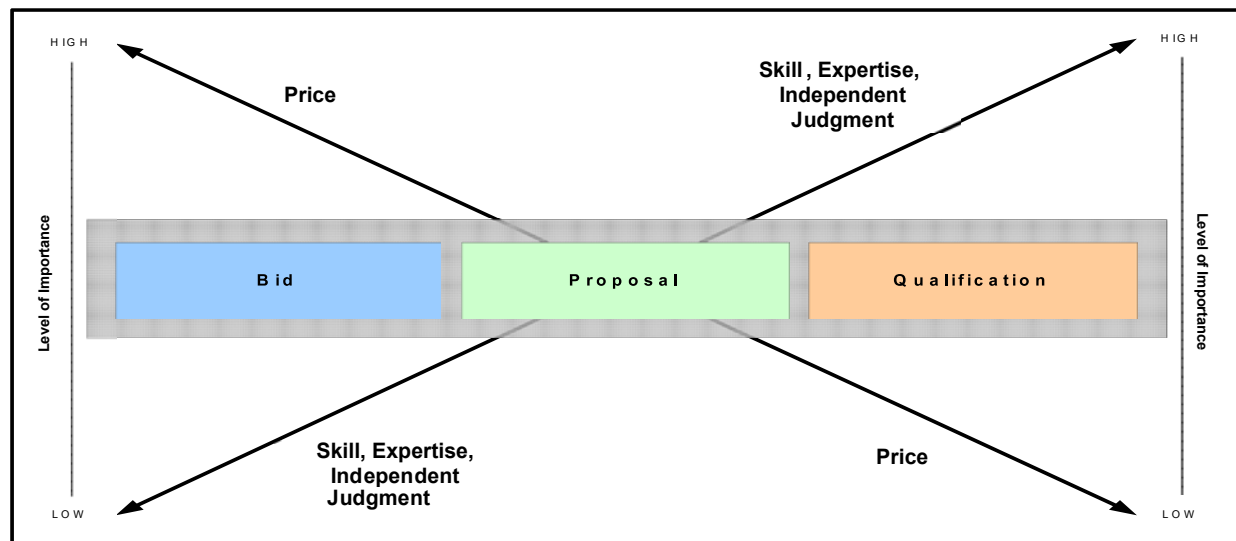 HIGH
HIGH
Price
Skill, Expertise,
Independent
Judgment
Level of Importance
Bid
Proposal
Qualification
Level of Importance
Skill, Expertise,
Independent
Judgment
Price
LOW
LOW